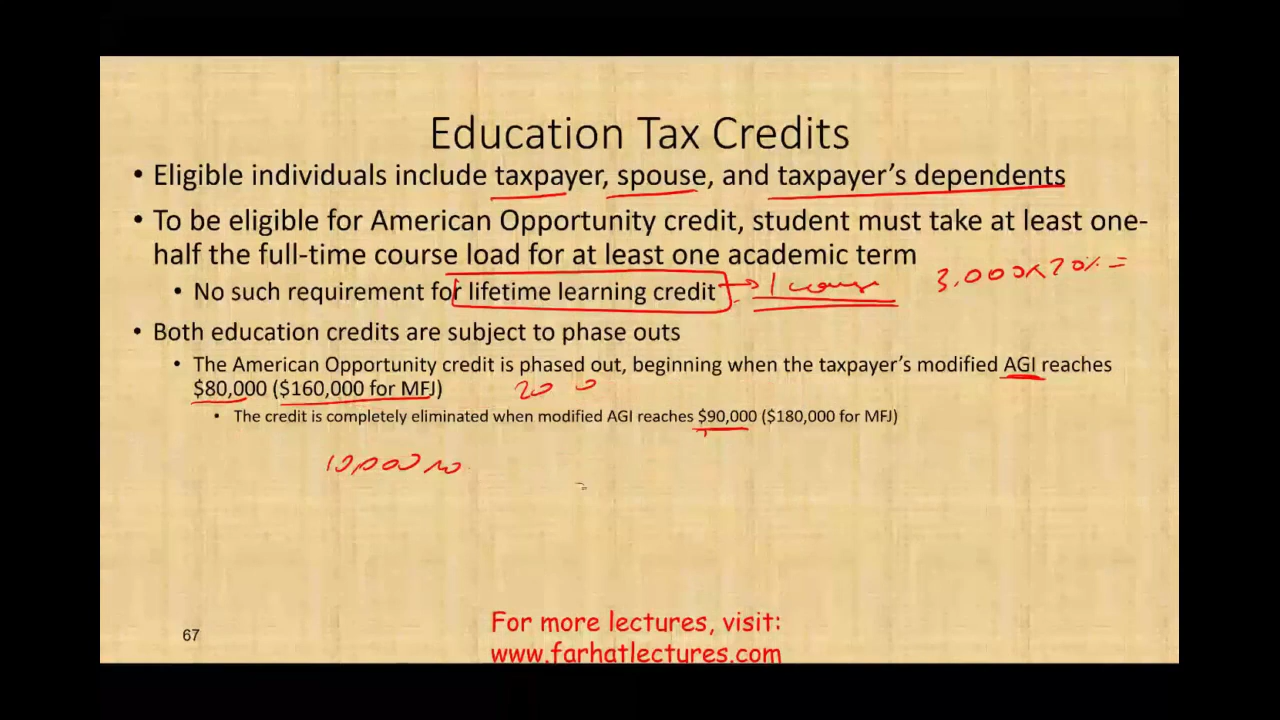 Education Tax Credits
• Eligible individuals include taxpayer, spouse, and taxpayer's dependents
• To be eligible for American Opportunity credit, student must take at least one-
half the full-time course load for at least one academic term
3,000x20% =
• No such requirement for lifetime learning credit → 1 course
• Both education credits are subject to phase outs
• The American Opportunity credit is phased out, beginning when the taxpayer's modified AGI reaches
$80,000 ($160,000 for MFJ)
• The credit is completely eliminated when modified AGI reaches $90,000 ($180,000 for MFJ)
10,000
67
For more lectures, visit:
www.farhatlectures.com